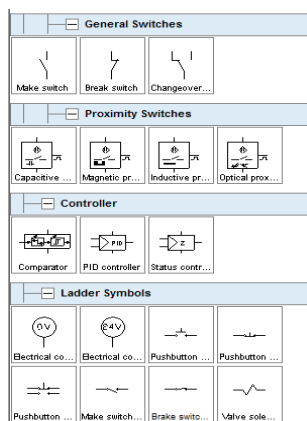 General Switches
Make switch
Break switch
Changeover...
Proximity Switches
Capacitive ...
Magnetic pr...
Inductive pr...
Optical prox...
Controller
PID
Σ
Comparator
PID controller
Status contr...
Ladder Symbols
0V
24V
Electrical co...
Electrical co...
Pushbutton ...
Pushbutton ...
Pushbutton ...
Make switch...
Brake switc...
Valve sole...